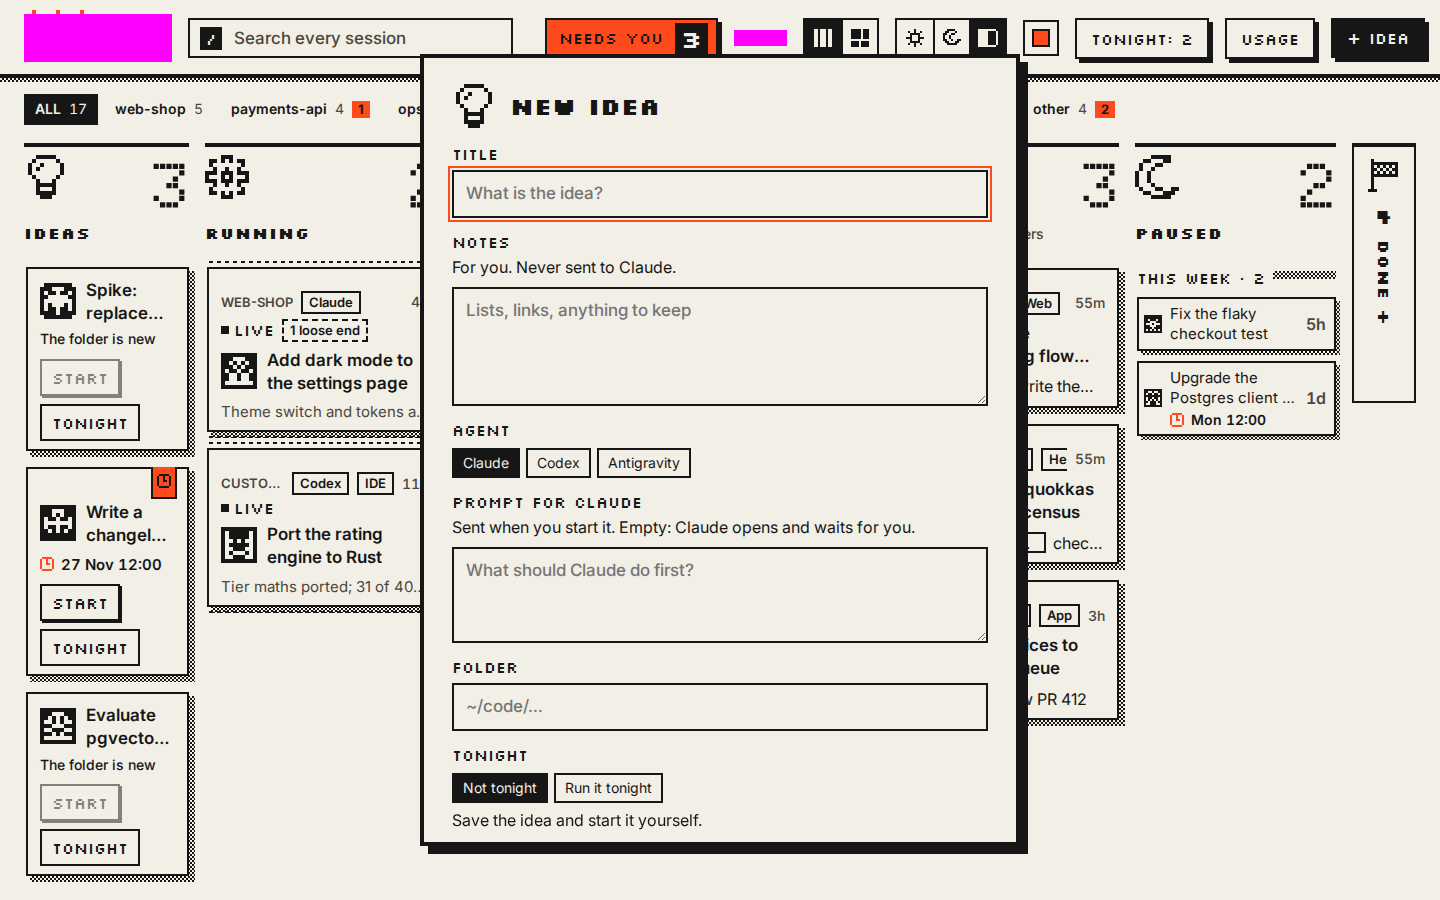 / Search every session
NEEDS YOU 3
TONIGHT: 2
USAGE
+ IDEA
ALL 17
web-shop 5
payments-api 4 1
ops
other 4 2
3
IDEAS
RUNNING
3
ers
2
PAUSED
4 DONE +
Spike:
replace...
The folder is new
START
TONIGHT
Write a
changel...
27 Nov 12:00
START
TONIGHT
Evaluate
pgvecto...
The folder is new
START
TONIGHT
WEB-SHOP Claude 4
LIVE 1 loose end
Add dark mode to
the settings page
Theme switch and tokens a..
CUSTO... Codex IDE 11
LIVE
Port the rating
engine to Rust
Tier maths ported; 31 of 40..
NEW IDEA
TITLE
What is the idea?
NOTES
For you. Never sent to Claude.
Lists, links, anything to keep
AGENT
Claude Codex Antigravity
PROMPT FOR CLAUDE
Sent when you start it. Empty: Claude opens and waits for you.
What should Claude do first?
FOLDER
~/code/...
TONIGHT
Not tonight Run it tonight
Save the idea and start it yourself.
Web 55m
g flow...
rite the...
He 55m
quokkas
census
chec...
App 3h
ices to
ueue
PR 412
THIS WEEK · 2
Fix the flaky
checkout test
5h
Upgrade the
Postgres client ...
1d
Mon 12:00